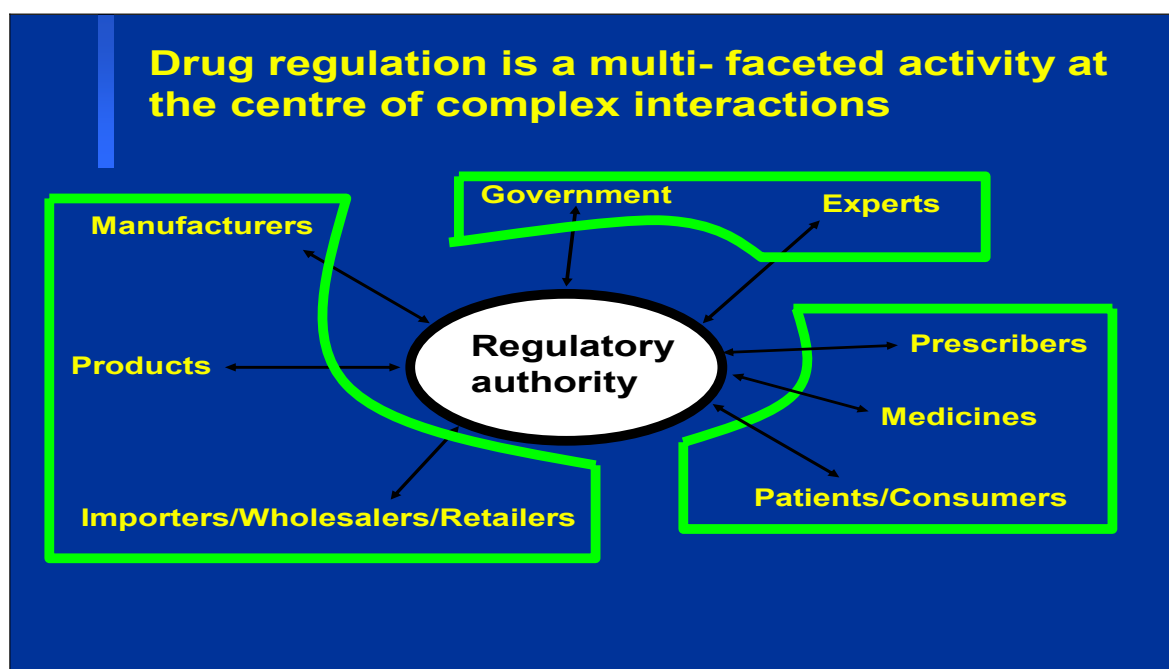 Drug regulation is a multi- faceted activity at
the centre of complex interactions
Government
Experts
Manufacturers
Regulatory
authority
Prescribers
Products
Medicines
Patients/Consumers
Importers/Wholesalers/Retailers